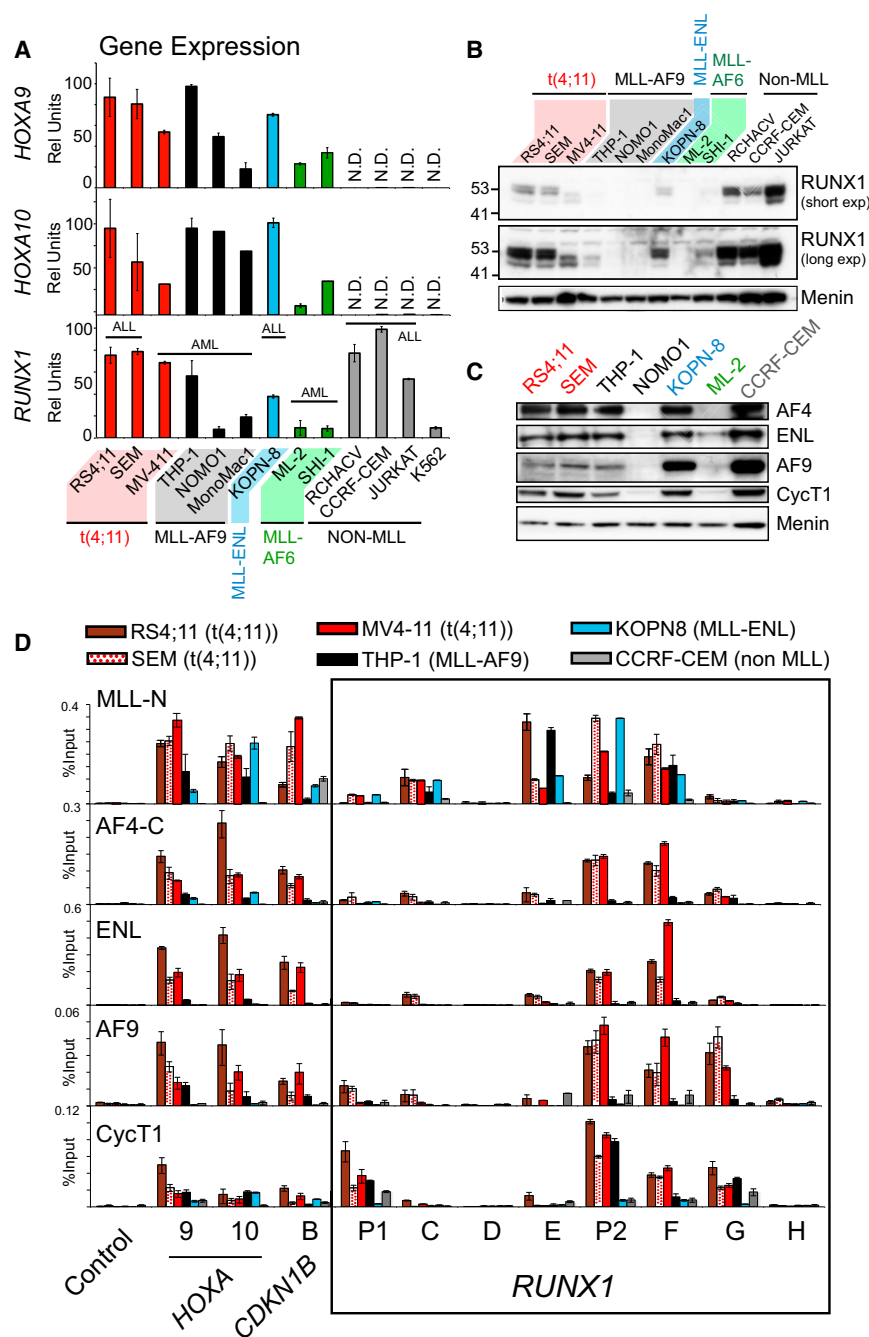 A
Gene Expression
HOXA9
Rel Units
100
50
0
N.D. N.D. N.D. N.D.
HOXA10
Rel Units
100
50
0
N.D. N.D. N.D. N.D.
RUNX1
Rel Units
100
50
0
ALL
AML
ALL
AML
ALL
RS4;11
SEM
MV-411
THP-1
NOMO1
MonoMac1
KOPN-8
ML-2
SHI-1
RCHACV
CCRF-CEM
JURKAT
K562
t(4;11)
MLL-AF9
MLL-ENL
MLL-
AF6
NON-MLL
B
t(4;11)
MLL-AF9
MLL-ENL
MLL-
AF6
Non-MLL
RS4;11
SEM
MV4-11
THP-1
NOMO1
MonoMac1
KOPN-8
ML-2
SHI-1
RCHACV
CCRF-CEM
JURKAT
53
41
RUNX1
(short exp)
53
41
RUNX1
(long exp)
Menin
C
RS4;11
SEM
THP-1
NOMO1
KOPN-8
ML-2
CCRF-CEM
AF4
ENL
AF9
CycT1
Menin
D
RS4;11 (t(4;11))
MV4-11 (t(4;11))
KOPN8 (MLL-ENL)
SEM (t(4;11))
THP-1 (MLL-AF9)
CCRF-CEM (non MLL)
MLL-N
0.4
%Input
AF4-C
0.3
%Input
ENL
0.6
%Input
AF9
0.06
%Input
CycT1
0.12
%Input
Control
9 10 B P1 C D E P2 F G H
HOXA
CDKN1B
RUNX1